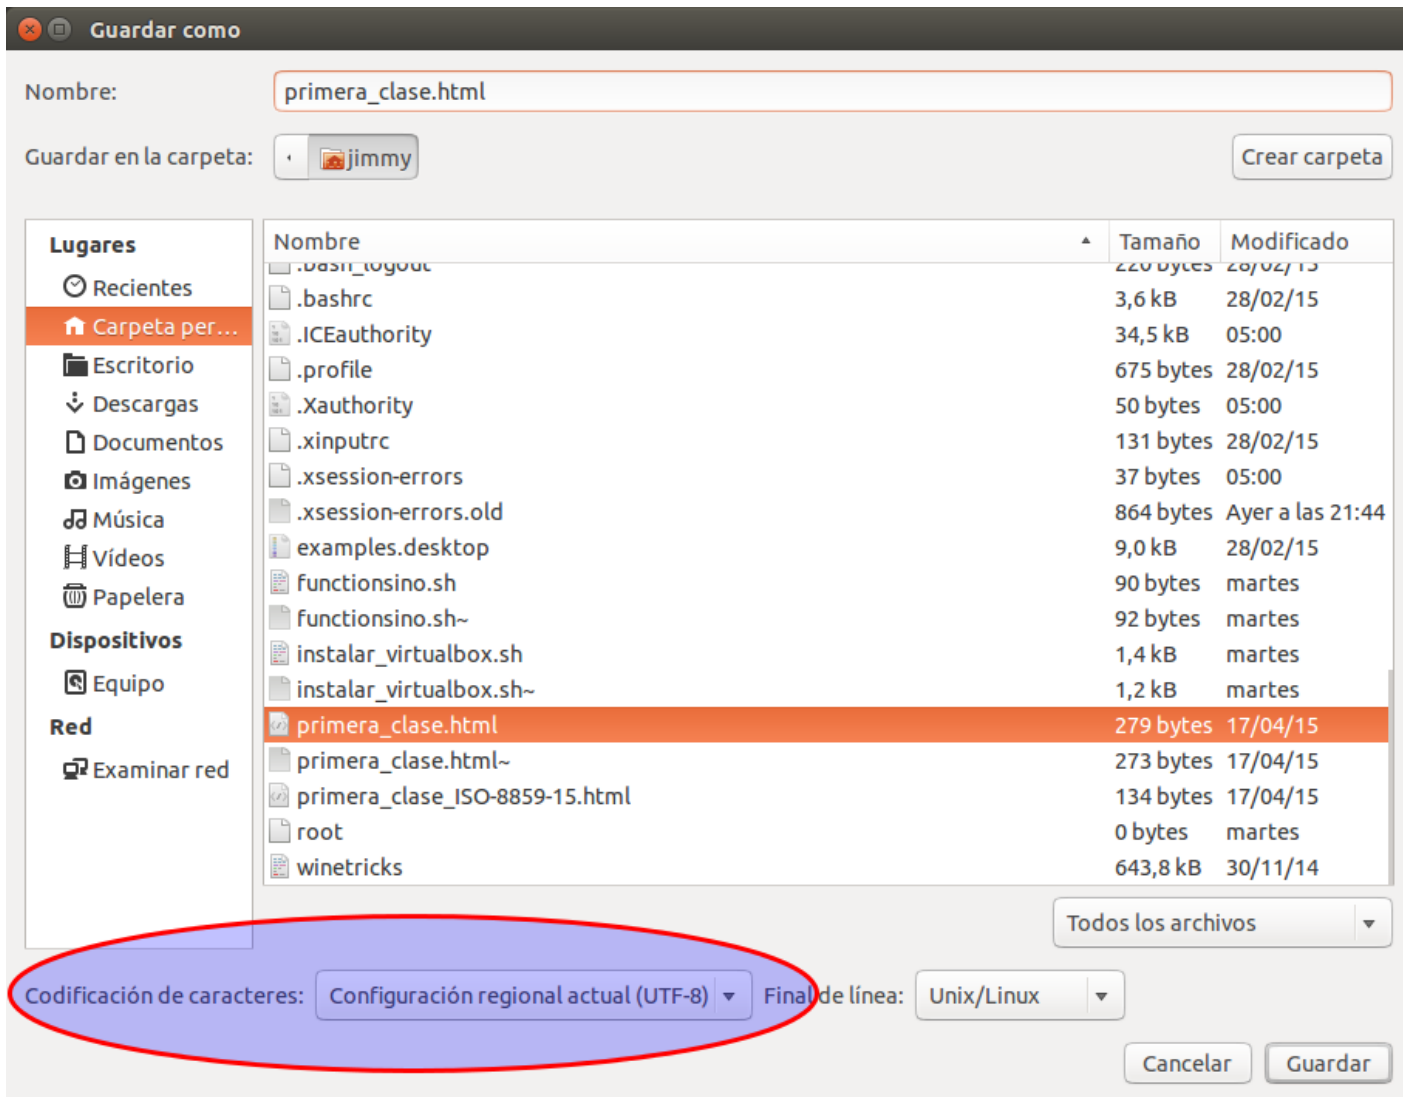 Guardar como
Nombre: primera_clase.html
Guardar en la carpeta: jimmy Crear carpeta
Lugares
Recientes
Carpeta per...
Escritorio
Descargas
Documentos
Imágenes
Música
Vídeos
Papelera
Dispositivos
Equipo
Red
Examinar red
Nombre Tamaño Modificado
.bash_logout 220 bytes 28/02/15
.bashrc 3,6 kB 28/02/15
.ICEauthority 34,5 kB 05:00
.profile 675 bytes 28/02/15
.Xauthority 50 bytes 05:00
.xinputrc 131 bytes 28/02/15
.xsession-errors 37 bytes 05:00
.xsession-errors.old 864 bytes Ayer a las 21:44
examples.desktop 9,0 kB 28/02/15
functionsino.sh 90 bytes martes
functionsino.sh~ 92 bytes martes
instalar_virtualbox.sh 1,4 kB martes
instalar_virtualbox.sh~ 1,2 kB martes
primera_clase.html 279 bytes 17/04/15
primera_clase.html~ 273 bytes 17/04/15
primera_clase_ISO-8859-15.html 134 bytes 17/04/15
root 0 bytes martes
winetricks 643,8 kB 30/11/14
Todos los archivos
Codificación de caracteres: Configuración regional actual (UTF-8) Final de línea: Unix/Linux
Cancelar Guardar